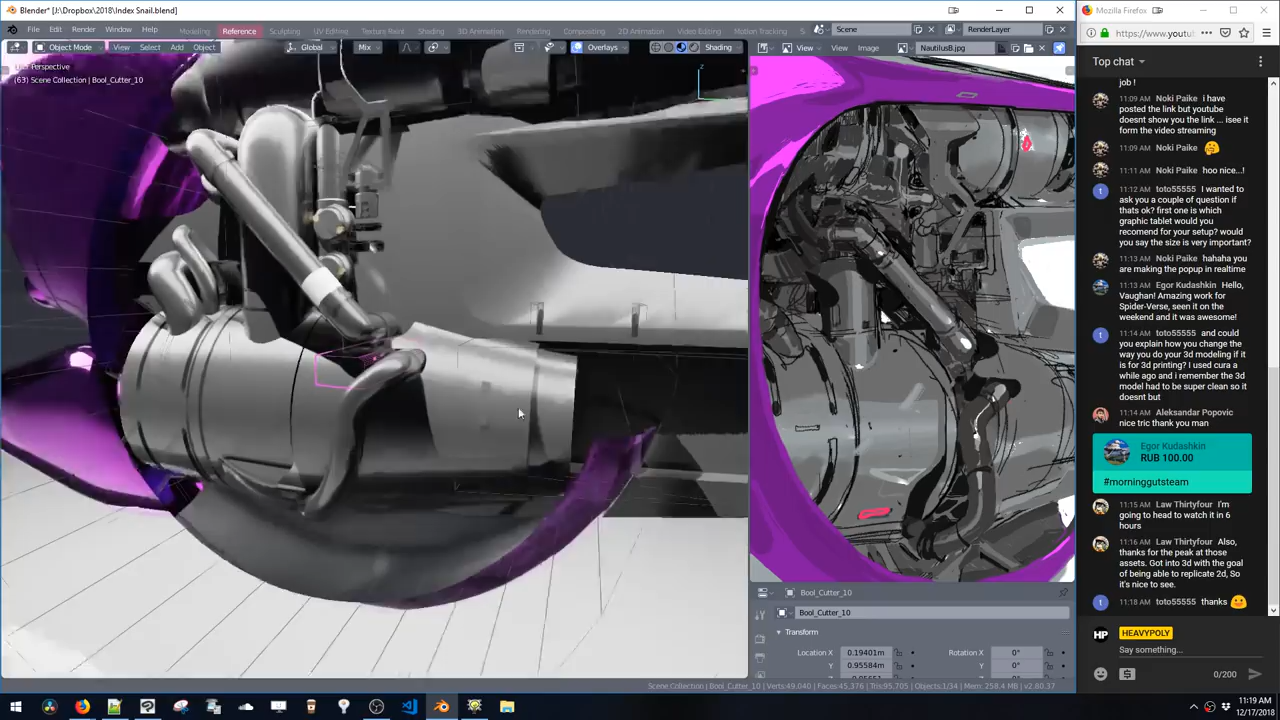 Blender* [J:\Dropbox\2018\Index Snail.blend]
File Edit Render Window Help Modeling Reference Sculpting UV Editing Texture Paint Shading 3D Animation Video Editing 2D Animation Scene RenderLayer
Object Mode View Select Add Object Global Mix Overlays Shading
User Perspective
(63) Scene Collection | Bool_Cutter_10
View View Image NautilusB.jpg
Bool_Cutter_10
Bool_Cutter_10
Transform
Location X 0.19401m Rotation X 0°
Y 0.95584m Y 0°
Scene Collection | Bool_Cutter_10 | Verts:49,040 | Faces:45,376 | Tris:95,705 | Objects:1/34 | Mem: 258.4 MB | v2.80.37
Mozilla Firefox
https://www.youtu
Top chat
job !
11:09 AM Noki Paike i have
posted the link but youtube
doesnt show you the link ... isee it
form the video streaming
11:09 AM Noki Paike
11:11 AM Noki Paike hoo nice...!
11:12 AM toto55555 I wanted to
ask you a couple of question if
thats ok? first one is which
graphic tablet would you
recomend for your setup? would
you say the size is very important?
11:13 AM Noki Paike hahaha you
are making the popup in realtime
11:13 AM Egor Kudashkin Hello,
Vaughan! Amazing work for
Spider-Verse, seen it on the
weekend and it was awesome!
11:14 AM toto55555 and could
you explain how you change the
way you do your 3d modeling if it
is for 3d printing? I used cura a
while ago and i remember the 3d
model had to be super clean so it
doesnt but
11:14 AM Aleksandar Popovic
nice tric thank you man
Egor Kudashkin
RUB 100.00
#morninggutsteam
11:15 AM Law Thirtyfour I'm
going to head to watch it in 6
hours
11:16 AM Law Thirtyfour Also,
thanks for the peak at those
assets. Got into 3d with the goal
of being able to replicate 2d, So
it's nice to see.
11:18 AM toto55555 thanks
HP HEAVYPOLY
Say something...
0/200
11:19 AM
12/17/2018